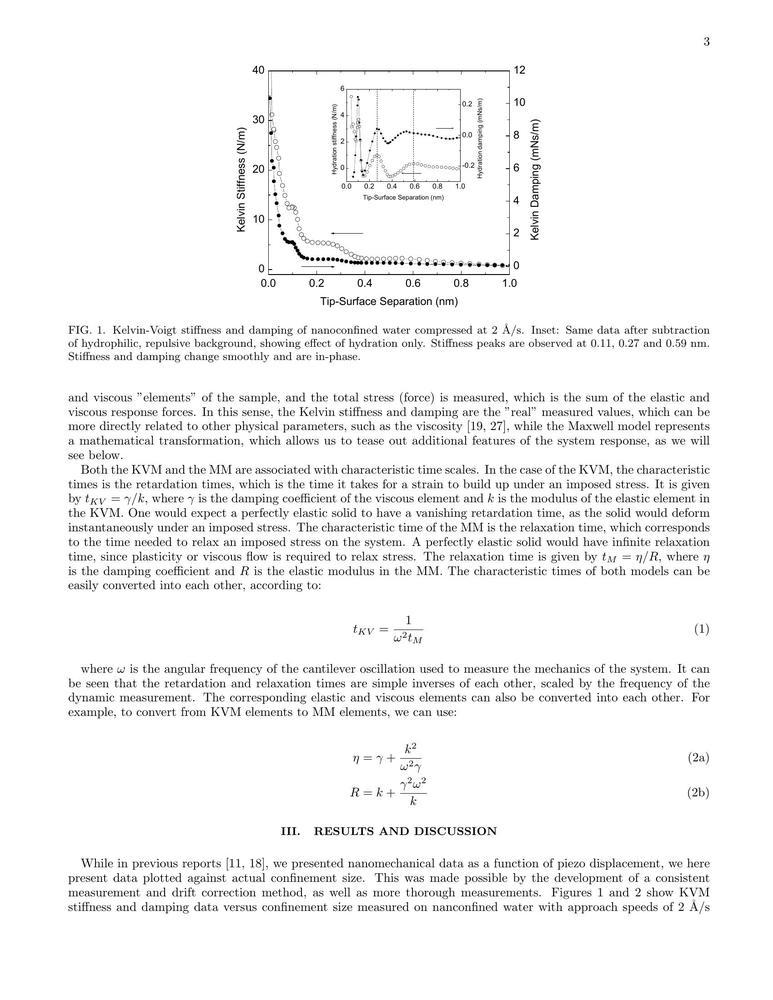 3
40
30
20
10
0
Kelvin Stiffness (N/m)
12
10
8
6
4
2
0
Kelvin Damping (mNs/m)
0.0 0.2 0.4 0.6 0.8 1.0
Tip-Surface Separation (nm)
6
4
2
0
Hydration stiffness (N/m)
0.2
0.0
-0.2
Hydration damping (mNs/m)
0.0 0.2 0.4 0.6 0.8 1.0
Tip-Surface Separation (nm)
FIG. 1. Kelvin-Voigt stiffness and damping of nanoconfined water compressed at 2 Å/s. Inset: Same data after subtraction
of hydrophilic, repulsive background, showing effect of hydration only. Stiffness peaks are observed at 0.11, 0.27 and 0.59 nm.
Stiffness and damping change smoothly and are in-phase.
and viscous ”elements” of the sample, and the total stress (force) is measured, which is the sum of the elastic and
viscous response forces. In this sense, the Kelvin stiffness and damping are the ”real” measured values, which can be
more directly related to other physical parameters, such as the viscosity [19, 27], while the Maxwell model represents
a mathematical transformation, which allows us to tease out additional features of the system response, as we will
see below.
Both the KVM and the MM are associated with characteristic time scales. In the case of the KVM, the characteristic
times is the retardation times, which is the time it takes for a strain to build up under an imposed stress. It is given
by t_{KV} = γ/k, where γ is the damping coefficient of the viscous element and k is the modulus of the elastic element in
the KVM. One would expect a perfectly elastic solid to have a vanishing retardation time, as the solid would deform
instantaneously under an imposed stress. The characteristic time of the MM is the relaxation time, which corresponds
to the time needed to relax an imposed stress on the system. A perfectly elastic solid would have infinite relaxation
time, since plasticity or viscous flow is required to relax stress. The relaxation time is given by t_M = η/R, where η
is the damping coefficient and R is the elastic modulus in the MM. The characteristic times of both models can be
easily converted into each other, according to:
t_{KV} = 1/(ω²t_M) (1)
where ω is the angular frequency of the cantilever oscillation used to measure the mechanics of the system. It can
be seen that the retardation and relaxation times are simple inverses of each other, scaled by the frequency of the
dynamic measurement. The corresponding elastic and viscous elements can also be converted into each other. For
example, to convert from KVM elements to MM elements, we can use:
η = γ + k²/(ω²γ) (2a)
R = k + γ²ω²/k (2b)
III. RESULTS AND DISCUSSION
While in previous reports [11, 18], we presented nanomechanical data as a function of piezo displacement, we here
present data plotted against actual confinement size. This was made possible by the development of a consistent
measurement and drift correction method, as well as more thorough measurements. Figures 1 and 2 show KVM
stiffness and damping data versus confinement size measured on nanconfined water with approach speeds of 2 Å/s